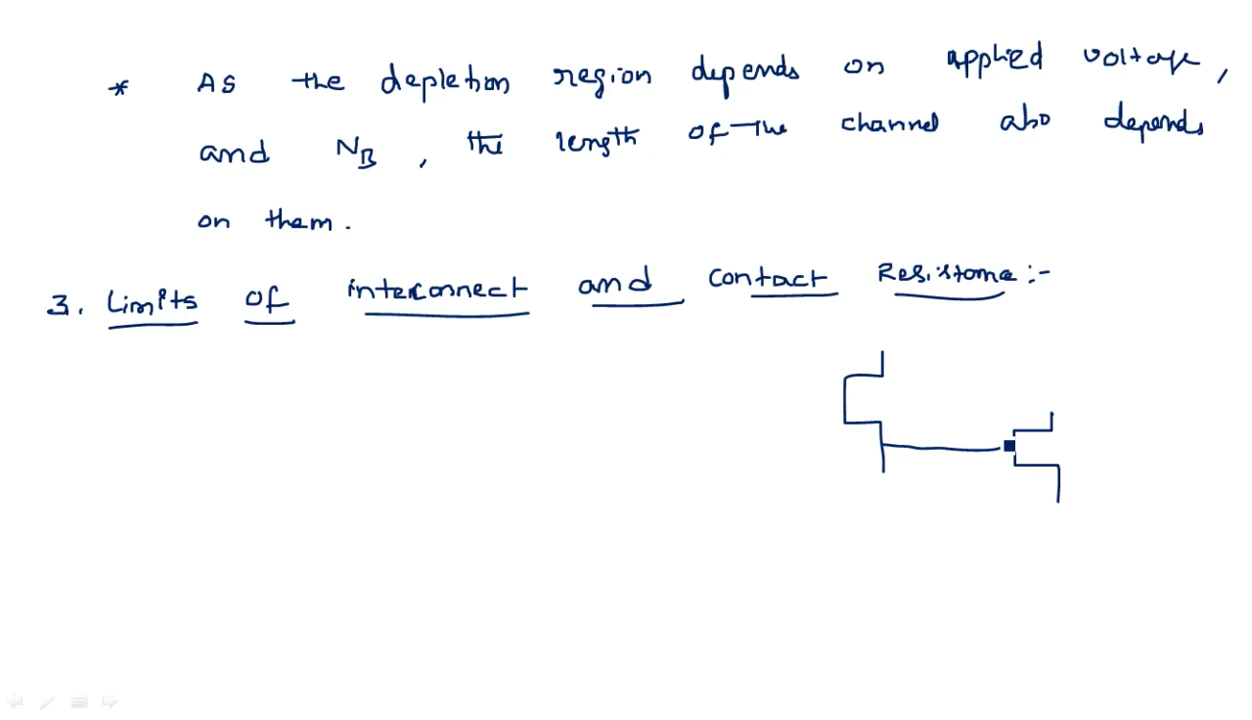 * As the depletion region depends on applied voltage,
and N_B, the length of the channel also depends
on them.
3. Limits of interconnect and contact Resistance :-